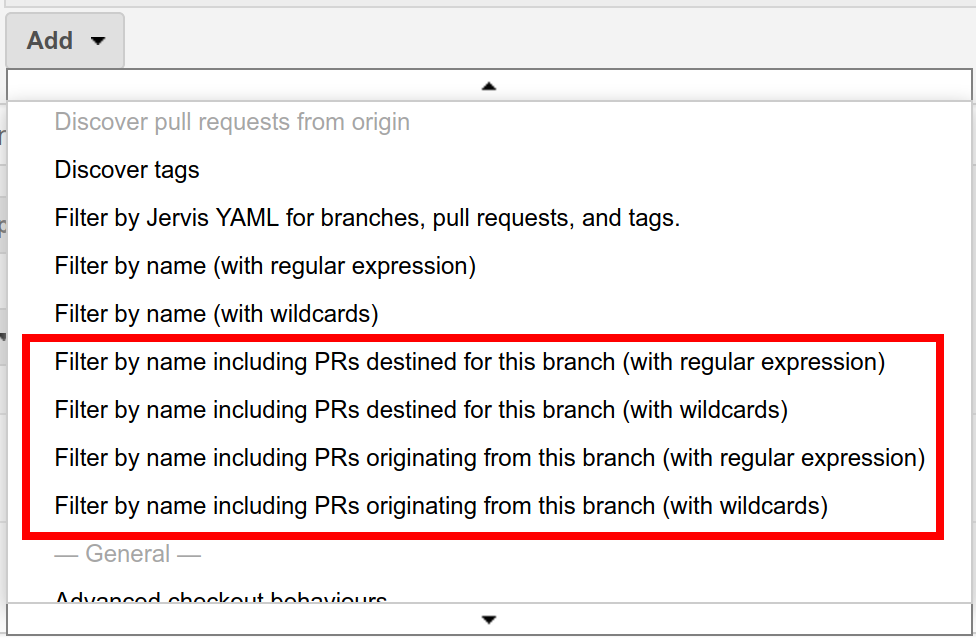 Add
Discover pull requests from origin
Discover tags
Filter by Jervis YAML for branches, pull requests, and tags.
Filter by name (with regular expression)
Filter by name (with wildcards)
Filter by name including PRs destined for this branch (with regular expression)
Filter by name including PRs destined for this branch (with wildcards)
Filter by name including PRs originating from this branch (with regular expression)
Filter by name including PRs originating from this branch (with wildcards)
— General —
Advanced checkout behaviours